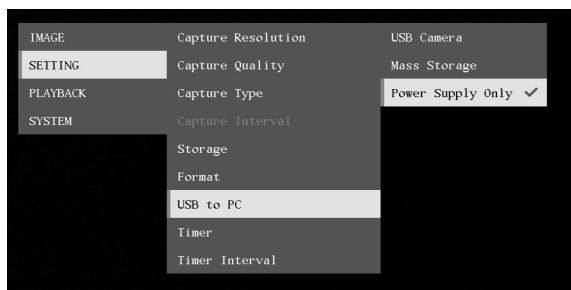 IMAGE
SETTING
PLAYBACK
SYSTEM
Capture Resolution
Capture Quality
Capture Type
Capture Interval
Storage
Format
USB to PC
Timer
Timer Interval
USB Camera
Mass Storage
Power Supply Only ✓